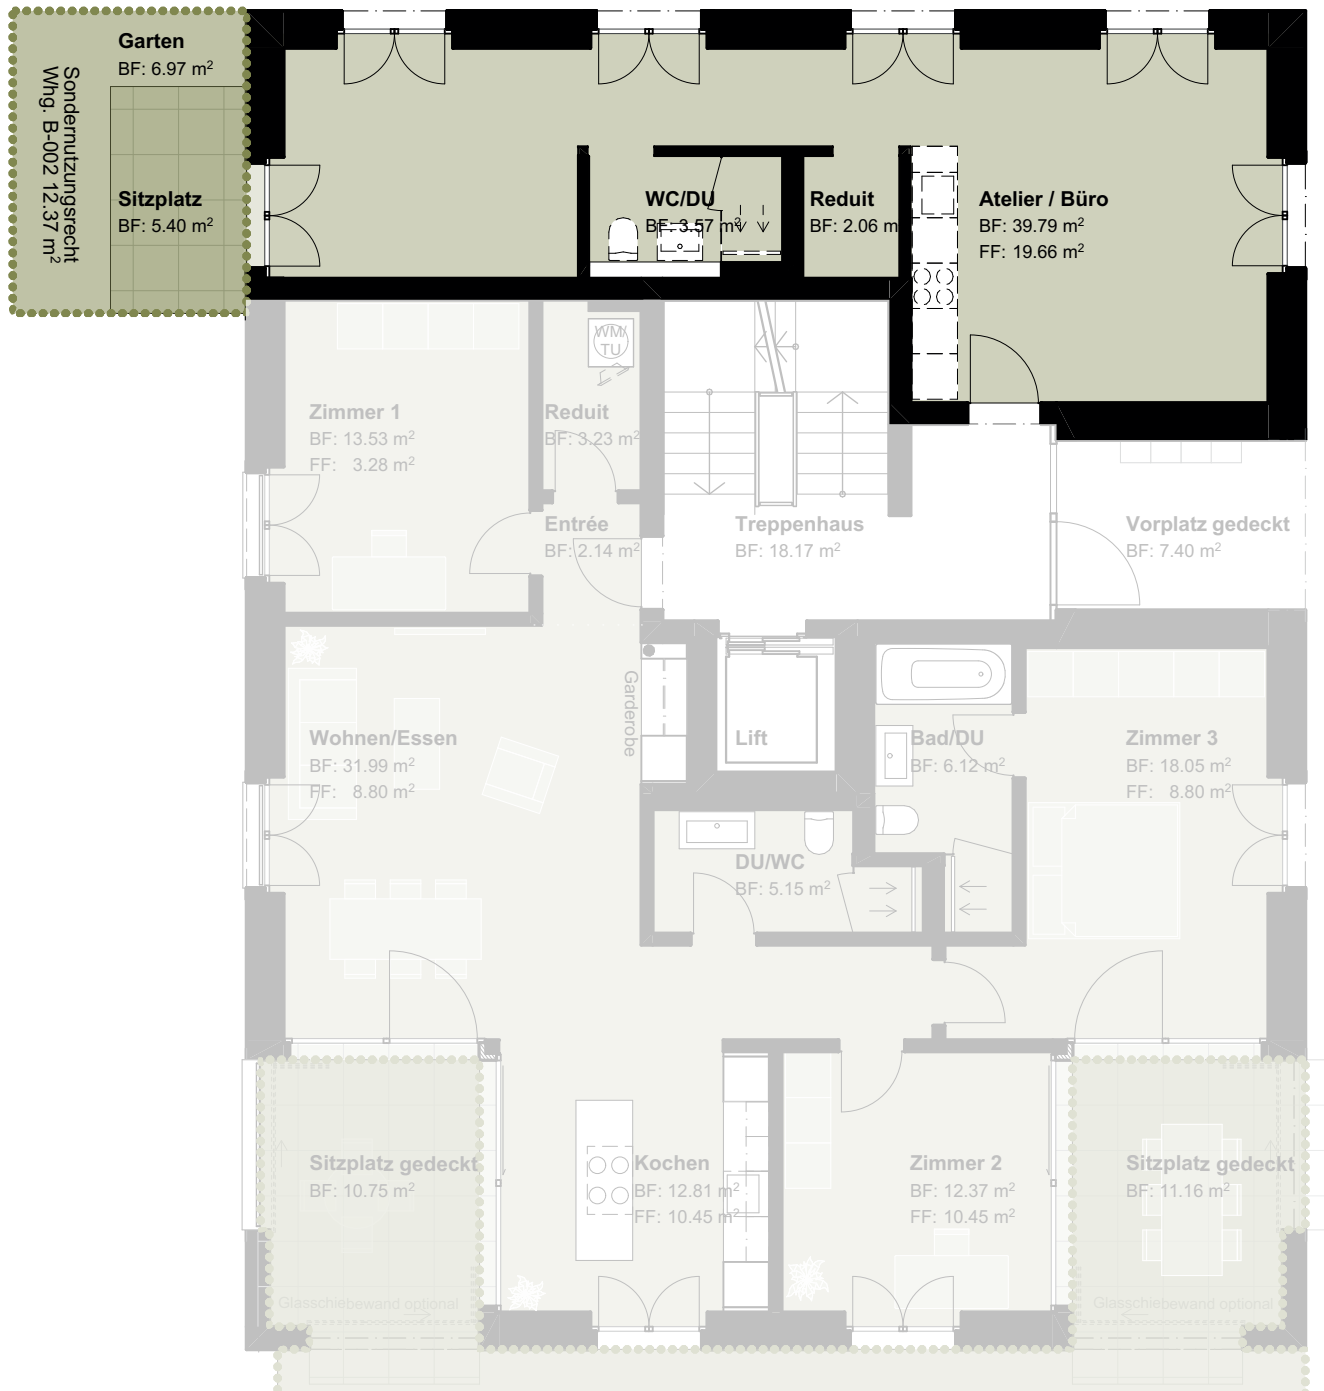 Garten
BF: 6.97 m²
Sondernutzungsrecht
Whg. B-002 12.37 m²
Sitzplatz
BF: 5.40 m²
WC/DU
BF: 3.57 m²
Reduit
BF: 2.06 m
Atelier / Büro
BF: 39.79 m²
FF: 19.66 m²
WM/
TU
Zimmer 1
BF: 13.53 m²
FF: 3.28 m²
Reduit
BF: 3.23 m²
Entrée
BF: 2.14 m²
Treppenhaus
BF: 18.17 m²
Vorplatz gedeckt
BF: 7.40 m²
Garderobe
Wohnen/Essen
BF: 31.99 m²
FF: 8.80 m²
Lift
Bad/DU
BF: 6.12 m²
Zimmer 3
BF: 18.05 m²
FF: 8.80 m²
DU/WC
BF: 5.15 m²
Sitzplatz gedeckt
BF: 10.75 m²
Kochen
BF: 12.81 m²
FF: 10.45 m²
Zimmer 2
BF: 12.37 m²
FF: 10.45 m²
Sitzplatz gedeckt
BF: 11.16 m²
Glasschiebewand optional
Glasschiebewand optional